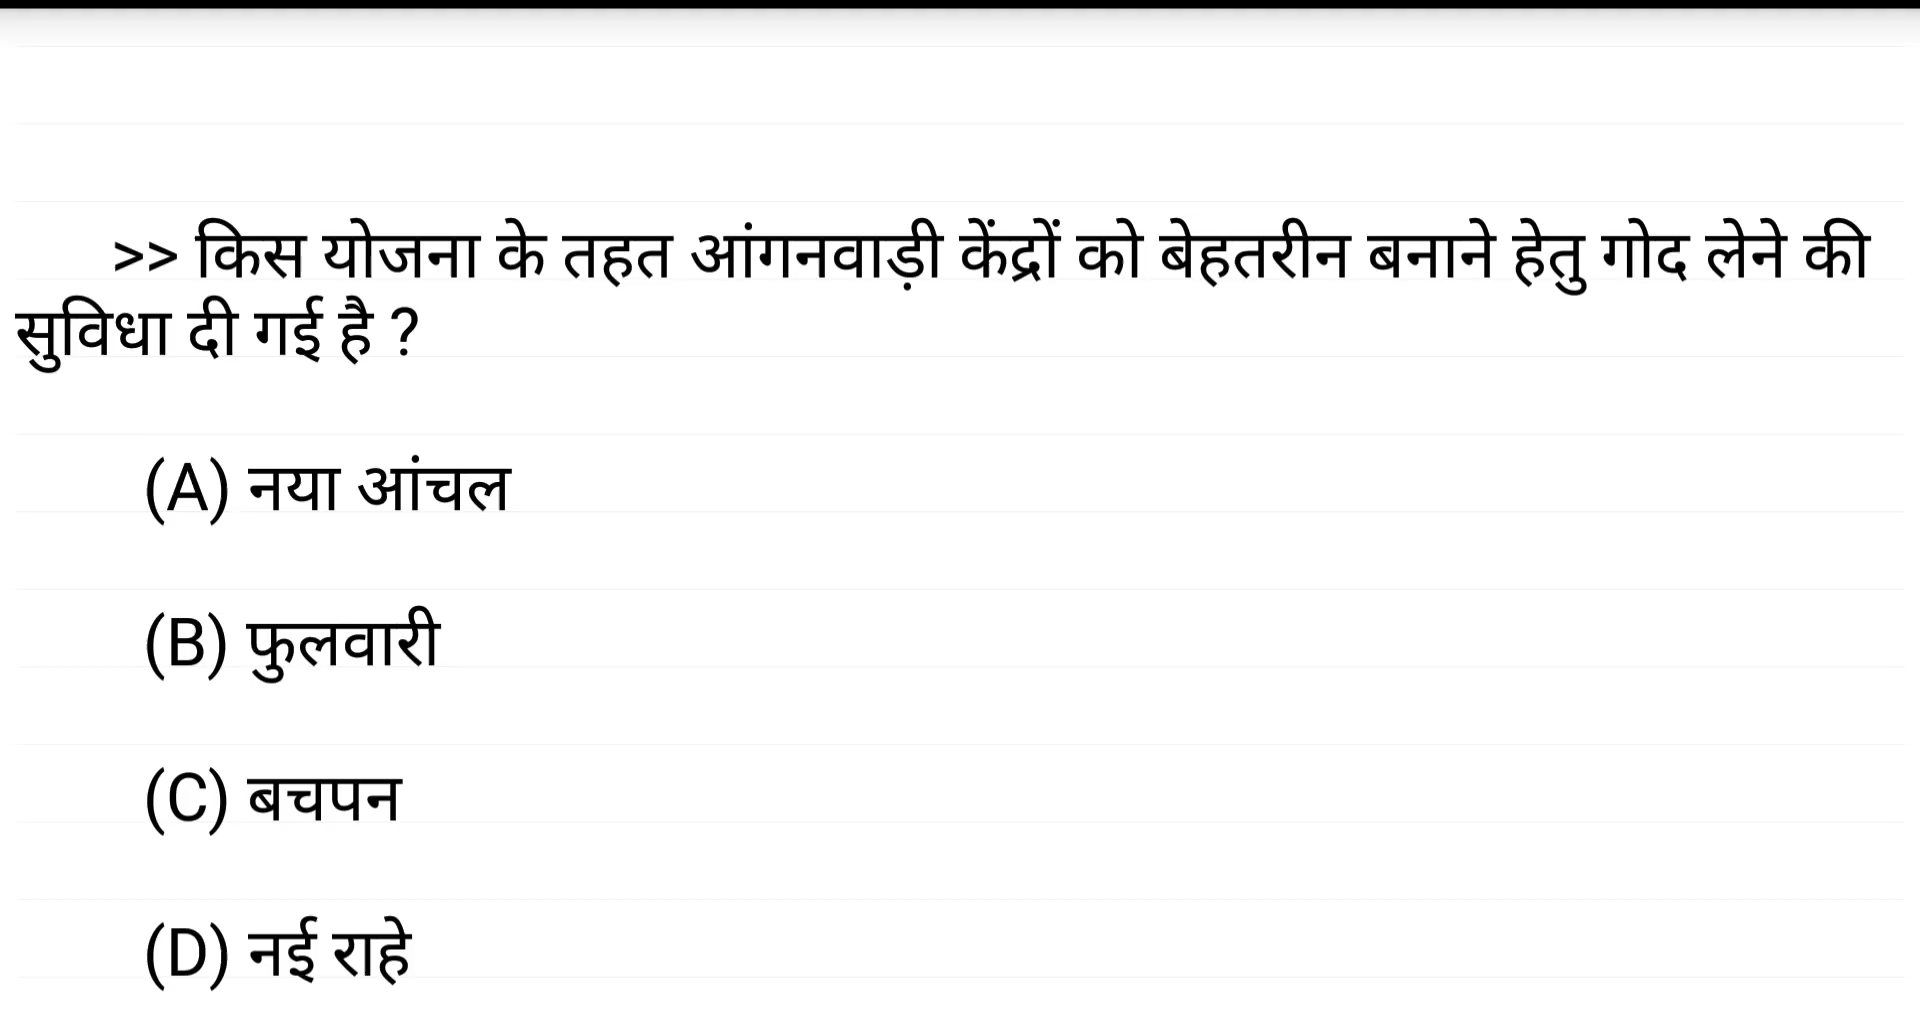 >> किस योजना के तहत आंगनवाड़ी केंद्रों को बेहतरीन बनाने हेतु गोद लेने की
सुविधा दी गई है ?
(A) नया आंचल
(B) फुलवारी
(C) बचपन
(D) नई राहे